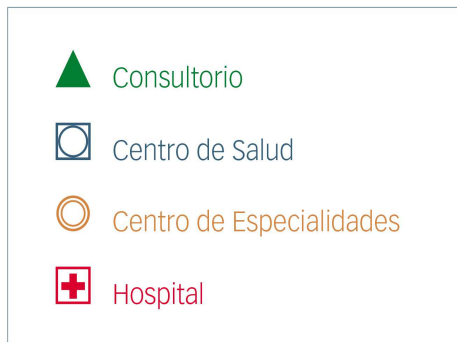 Consultorio
Centro de Salud
Centro de Especialidades
Hospital